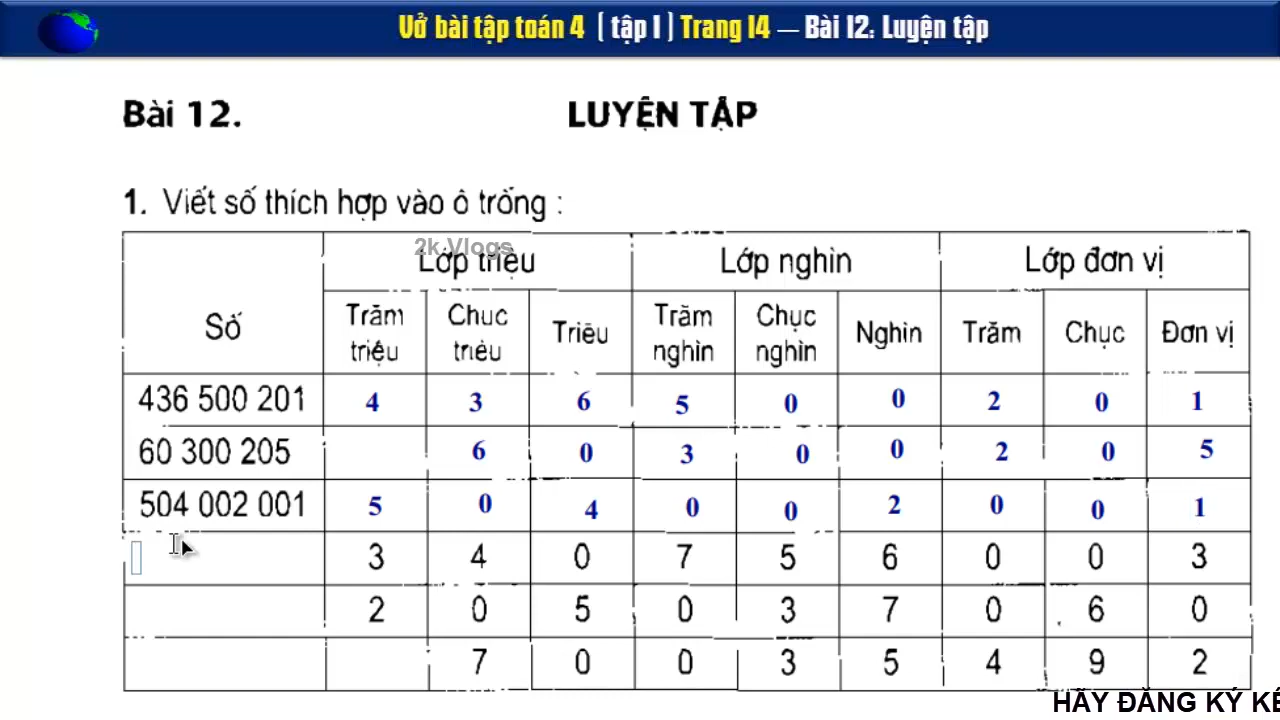 Vở bài tập toán 4 ( tập 1 ) Trang 14 – Bài 12: Luyện tập
Bài 12. LUYỆN TẬP
1. Viết số thích hợp vào ô trống :
2k Vlogs
Số Lớp triệu Lớp nghìn Lớp đơn vị
Trăm triệu Chục triệu Triệu Trăm nghìn Chục nghìn Nghìn Trăm Chục Đơn vị
436 500 201 4 3 6 5 0 0 2 0 1
60 300 205 6 0 3 0 0 2 0 5
504 002 001 5 0 4 0 0 2 0 0 1
3 4 0 7 5 6 0 0 3
2 0 5 0 3 7 0 6 0
7 0 0 3 5 4 9 2
HÃY ĐĂNG KÝ